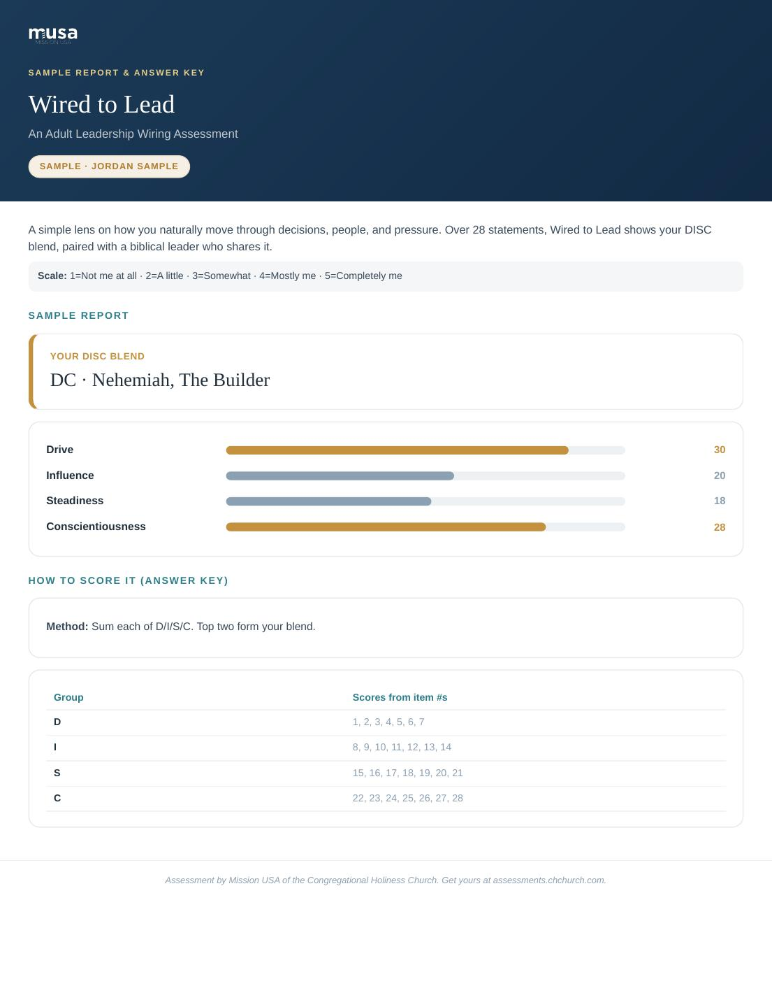 musa
MISSION USA
SAMPLE REPORT & ANSWER KEY
Wired to Lead
An Adult Leadership Wiring Assessment
SAMPLE · JORDAN SAMPLE
A simple lens on how you naturally move through decisions, people, and pressure. Over 28 statements, Wired to Lead shows your DISC
blend, paired with a biblical leader who shares it.
Scale: 1=Not me at all · 2=A little · 3=Somewhat · 4=Mostly me · 5=Completely me
SAMPLE REPORT
YOUR DISC BLEND
DC · Nehemiah, The Builder
Drive 30
Influence 20
Steadiness 18
Conscientiousness 28
HOW TO SCORE IT (ANSWER KEY)
Method: Sum each of D/I/S/C. Top two form your blend.
Group Scores from item #s
D 1, 2, 3, 4, 5, 6, 7
I 8, 9, 10, 11, 12, 13, 14
S 15, 16, 17, 18, 19, 20, 21
C 22, 23, 24, 25, 26, 27, 28
Assessment by Mission USA of the Congregational Holiness Church. Get yours at assessments.chchurch.com.